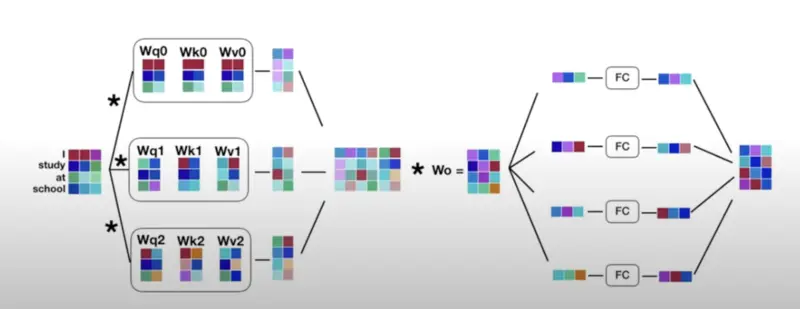 Wq0 Wk0 Wv0
*
I
study
at
school
*
Wq1 Wk1 Wv1
*
Wq2 Wk2 Wv2
* Wo =
FC
FC
FC
FC